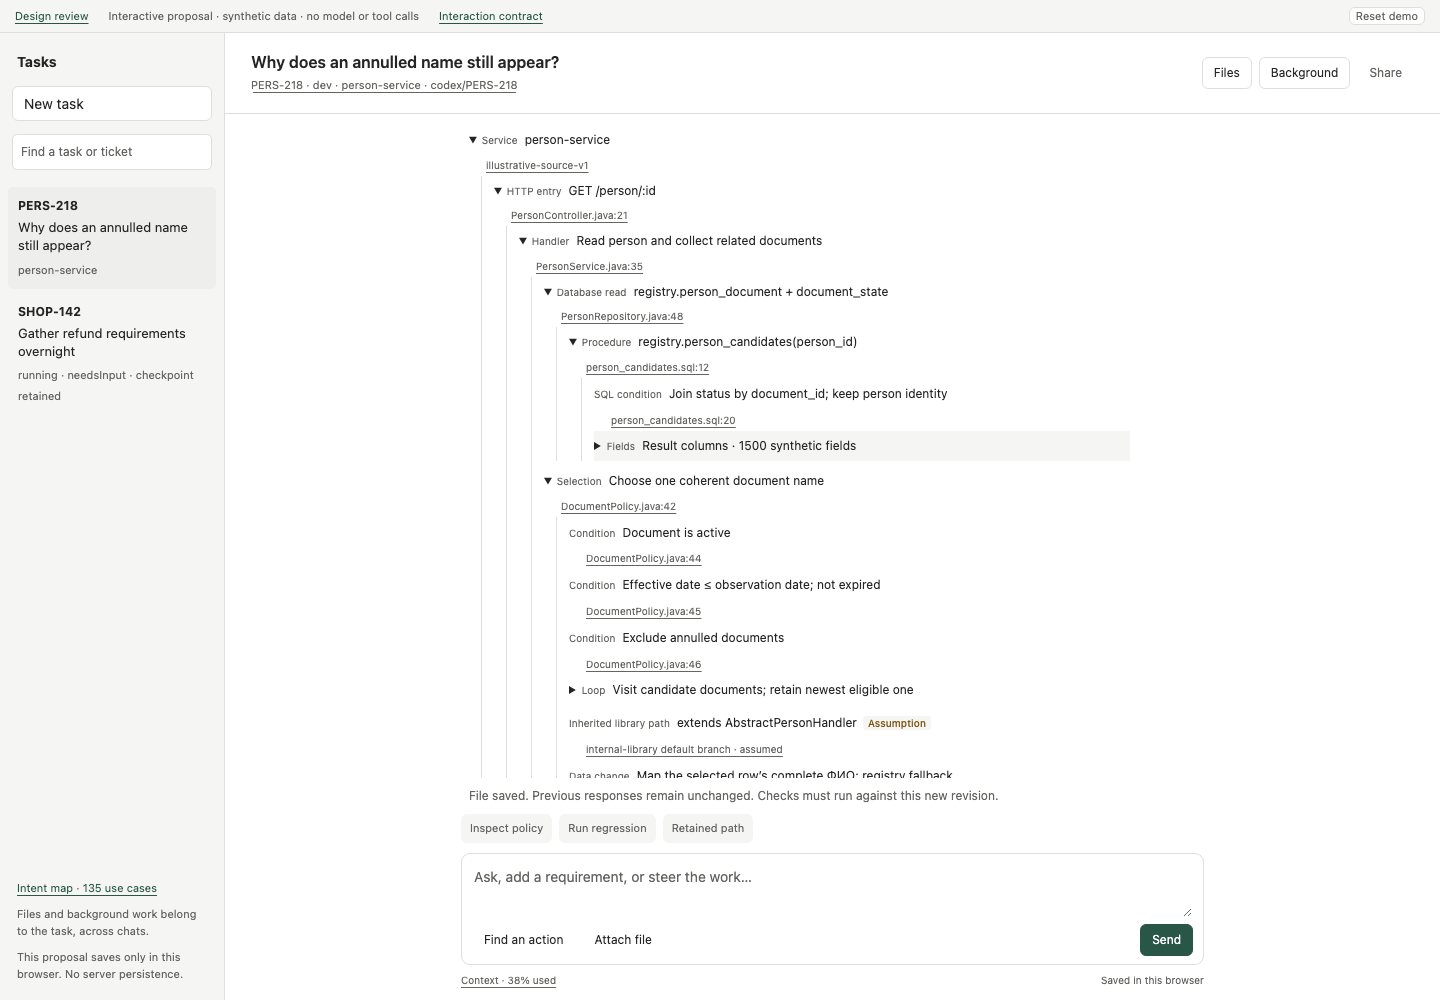 Design review Interactive proposal · synthetic data · no model or tool calls Interaction contract Reset demo
Tasks
New task
Find a task or ticket
PERS-218
Why does an annulled name
still appear?
person-service
SHOP-142
Gather refund requirements
overnight
running · needsInput · checkpoint
retained
Intent map · 135 use cases
Files and background work belong
to the task, across chats.
This proposal saves only in this
browser. No server persistence.
Why does an annulled name still appear?
PERS-218 · dev · person-service · codex/PERS-218
Files Background Share
Service person-service
illustrative-source-v1
HTTP entry GET /person/:id
PersonController.java:21
Handler Read person and collect related documents
PersonService.java:35
Database read registry.person_document + document_state
PersonRepository.java:48
Procedure registry.person_candidates(person_id)
person_candidates.sql:12
SQL condition Join status by document_id; keep person identity
person_candidates.sql:20
Fields Result columns · 1500 synthetic fields
Selection Choose one coherent document name
DocumentPolicy.java:42
Condition Document is active
DocumentPolicy.java:44
Condition Effective date ≤ observation date; not expired
DocumentPolicy.java:45
Condition Exclude annulled documents
DocumentPolicy.java:46
Loop Visit candidate documents; retain newest eligible one
Inherited library path extends AbstractPersonHandler Assumption
internal-library default branch · assumed
Data change Map the selected row’s complete ФИО; registry fallback
File saved. Previous responses remain unchanged. Checks must run against this new revision.
Inspect policy Run regression Retained path
Ask, add a requirement, or steer the work…
Find an action Attach file Send
Context · 38% used Saved in this browser